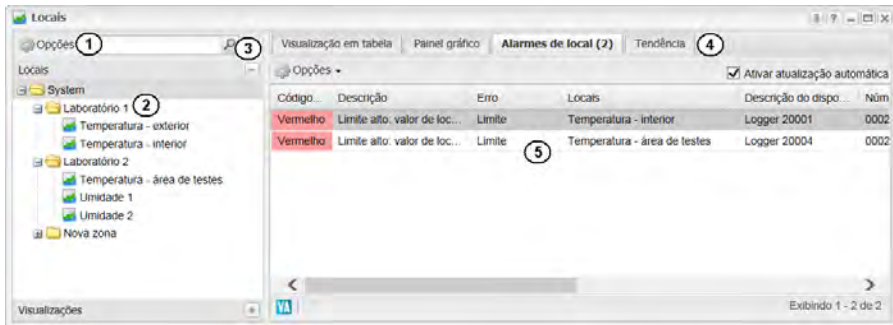 Locais
Opções 1 3
Visualização em tabela Painel gráfico Alarmes de local (2) Tendência 4
Locais
Opções
Ativar atualização automática
System
Laboratório 1 2
Temperatura - exterior
Temperatura - interior
Laboratório 2
Temperatura - área de testes
Umidade 1
Umidade 2
Nova zona
Visualizações
Código... Descrição Erro Locais Descrição do dispo... Núm
Vermelho Limite alto: valor de loc... Limite Temperatura - interior Logger 20001 0002
Vermelho Limite alto: valor de loc... Limite Temperatura - área de testes Logger 20004 0002
5
VA
Exibindo 1 - 2 de 2